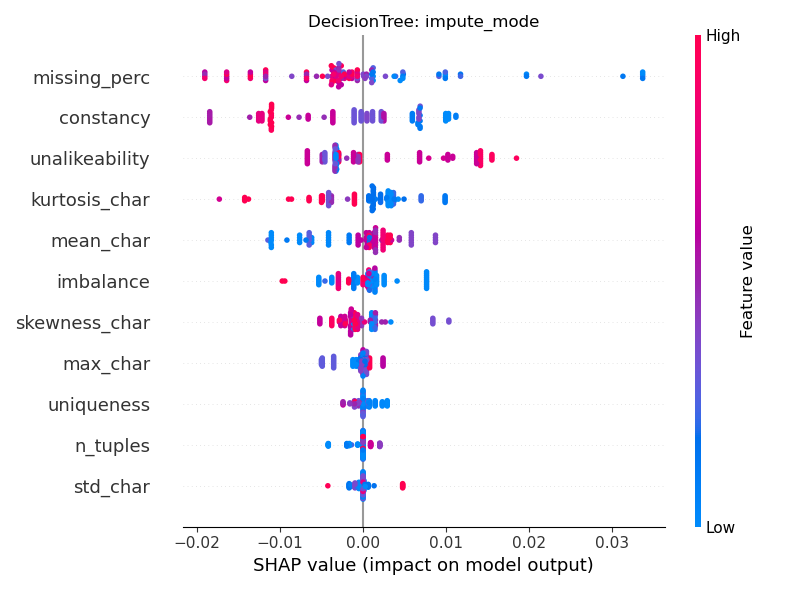 DecisionTree: impute_mode
High
missing_perc
constancy
unalikeability
kurtosis_char
mean_char
imbalance
skewness_char
max_char
uniqueness
n_tuples
std_char
Feature value
Low
−0.02 −0.01 0.00 0.01 0.02 0.03
SHAP value (impact on model output)